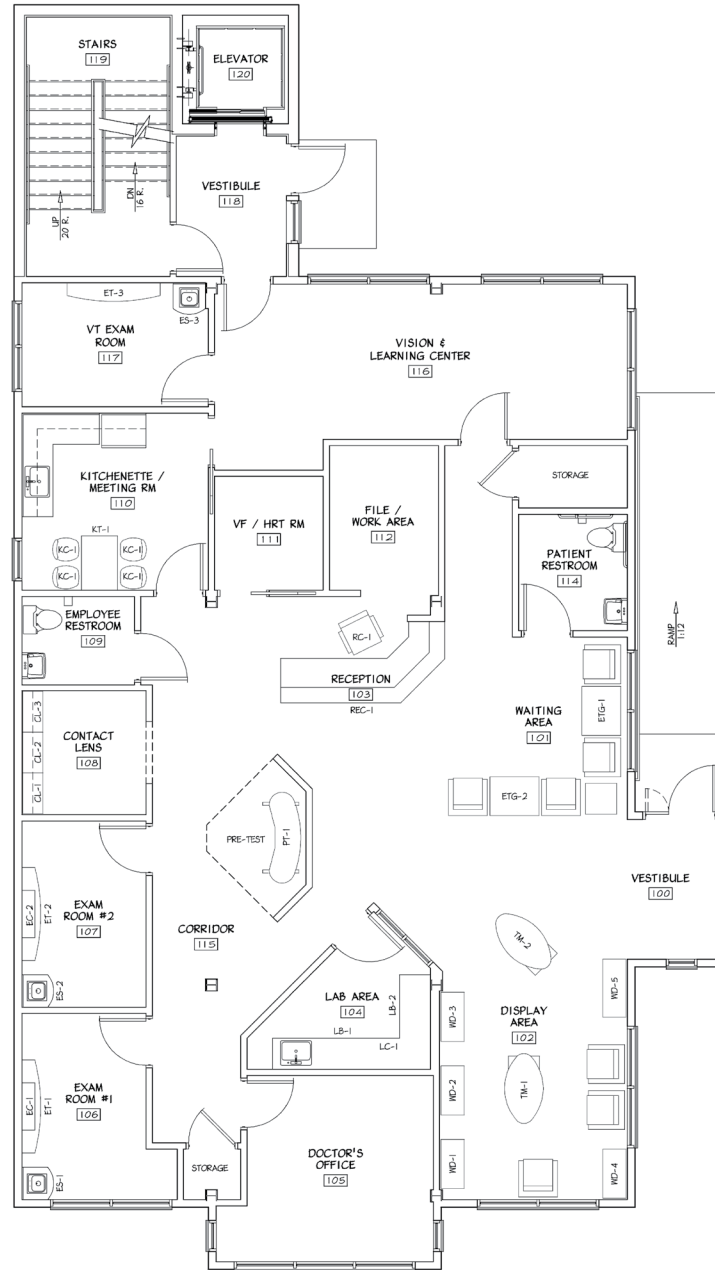 STAIRS
119
ELEVATOR
120
UP
20 R.
DN
16 R.
VESTIBULE
118
ET-3
ES-3
VT EXAM
ROOM
117
VISION &
LEARNING CENTER
116
KITCHENETTE /
MEETING RM
110
KT-1
KC-1
KC-1
KC-1
KC-1
VF / HRT RM
111
FILE /
WORK AREA
112
STORAGE
PATIENT
RESTROOM
114
EMPLOYEE
RESTROOM
109
RC-1
RECEPTION
103
REC-1
RAMP
1:12
WAITING
AREA
101
ETG-1
ETG-2
CONTACT
LENS
108
CL-3
CL-2
CL-1
PRE-TEST
PT-1
EXAM
ROOM #2
107
EC-2
ET-2
ES-2
CORRIDOR
115
VESTIBULE
100
TM-2
LAB AREA
104
LB-2
LB-1
LC-1
DISPLAY
AREA
102
WD-3
WD-5
WD-2
TM-1
WD-1
WD-4
EXAM
ROOM #1
106
EC-1
ET-1
ES-1
STORAGE
DOCTOR'S
OFFICE
105